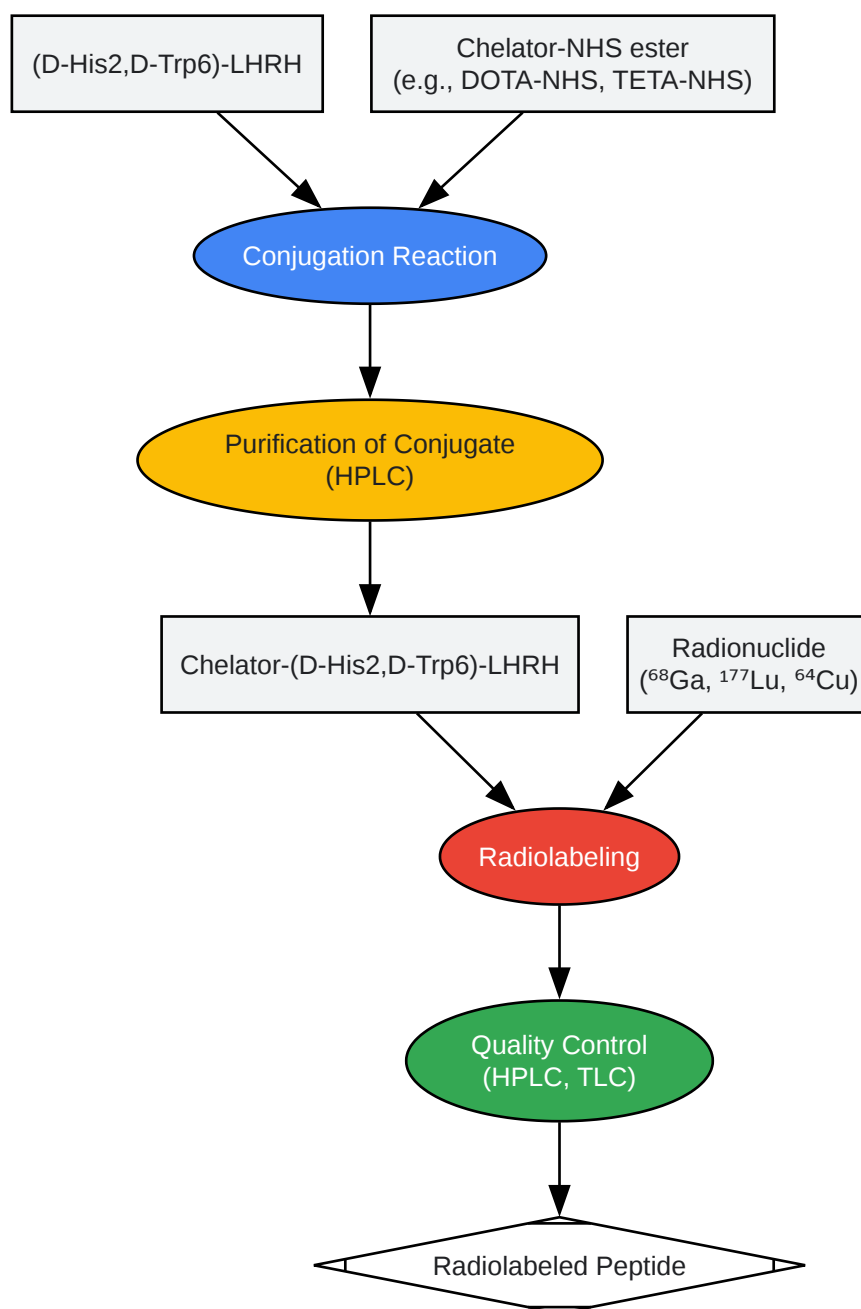 (D-His2,D-Trp6)-LHRH
Chelator-NHS ester
(e.g., DOTA-NHS, TETA-NHS)
Conjugation Reaction
Purification of Conjugate
(HPLC)
Chelator-(D-His2,D-Trp6)-LHRH
Radionuclide
(⁶⁸Ga, ¹⁷⁷Lu, ⁶⁴Cu)
Radiolabeling
Quality Control
(HPLC, TLC)
Radiolabeled Peptide